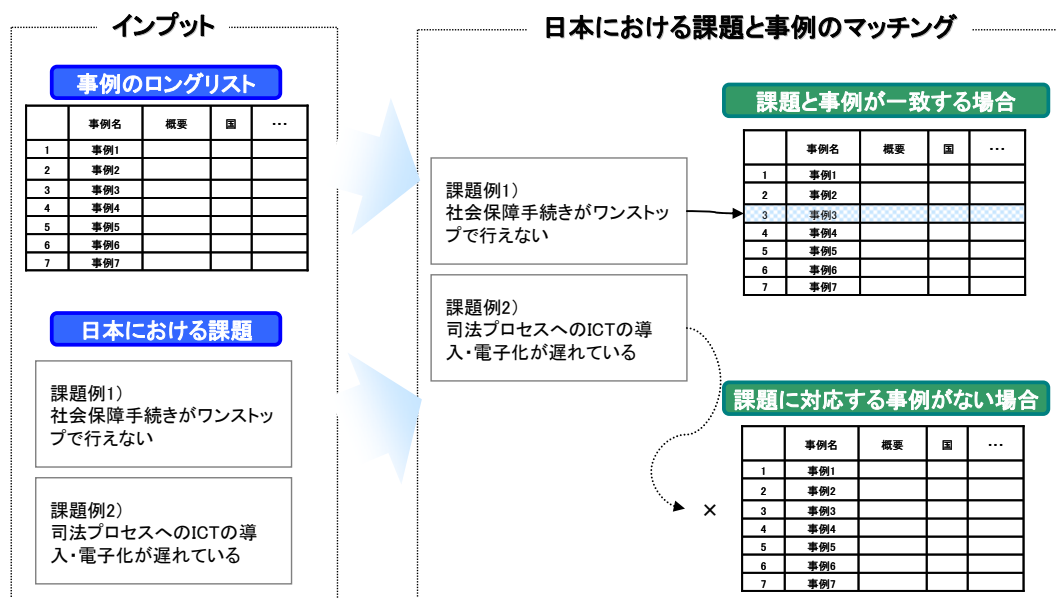 インプット
事例のロングリスト
事例名 概要 国 ・・・
1 事例1
2 事例2
3 事例3
4 事例4
5 事例5
6 事例6
7 事例7
日本における課題
課題例1）
社会保障手続きがワンストッ
プで行えない
課題例2）
司法プロセスへのICTの導
入・電子化が遅れている
日本における課題と事例のマッチング
課題例1）
社会保障手続きがワンストッ
プで行えない
課題例2）
司法プロセスへのICTの導
入・電子化が遅れている
課題と事例が一致する場合
事例名 概要 国 ・・・
1 事例1
2 事例2
3 事例3
4 事例4
5 事例5
6 事例6
7 事例7
課題に対応する事例がない場合
×
事例名 概要 国 ・・・
1 事例1
2 事例2
3 事例3
4 事例4
5 事例5
6 事例6
7 事例7